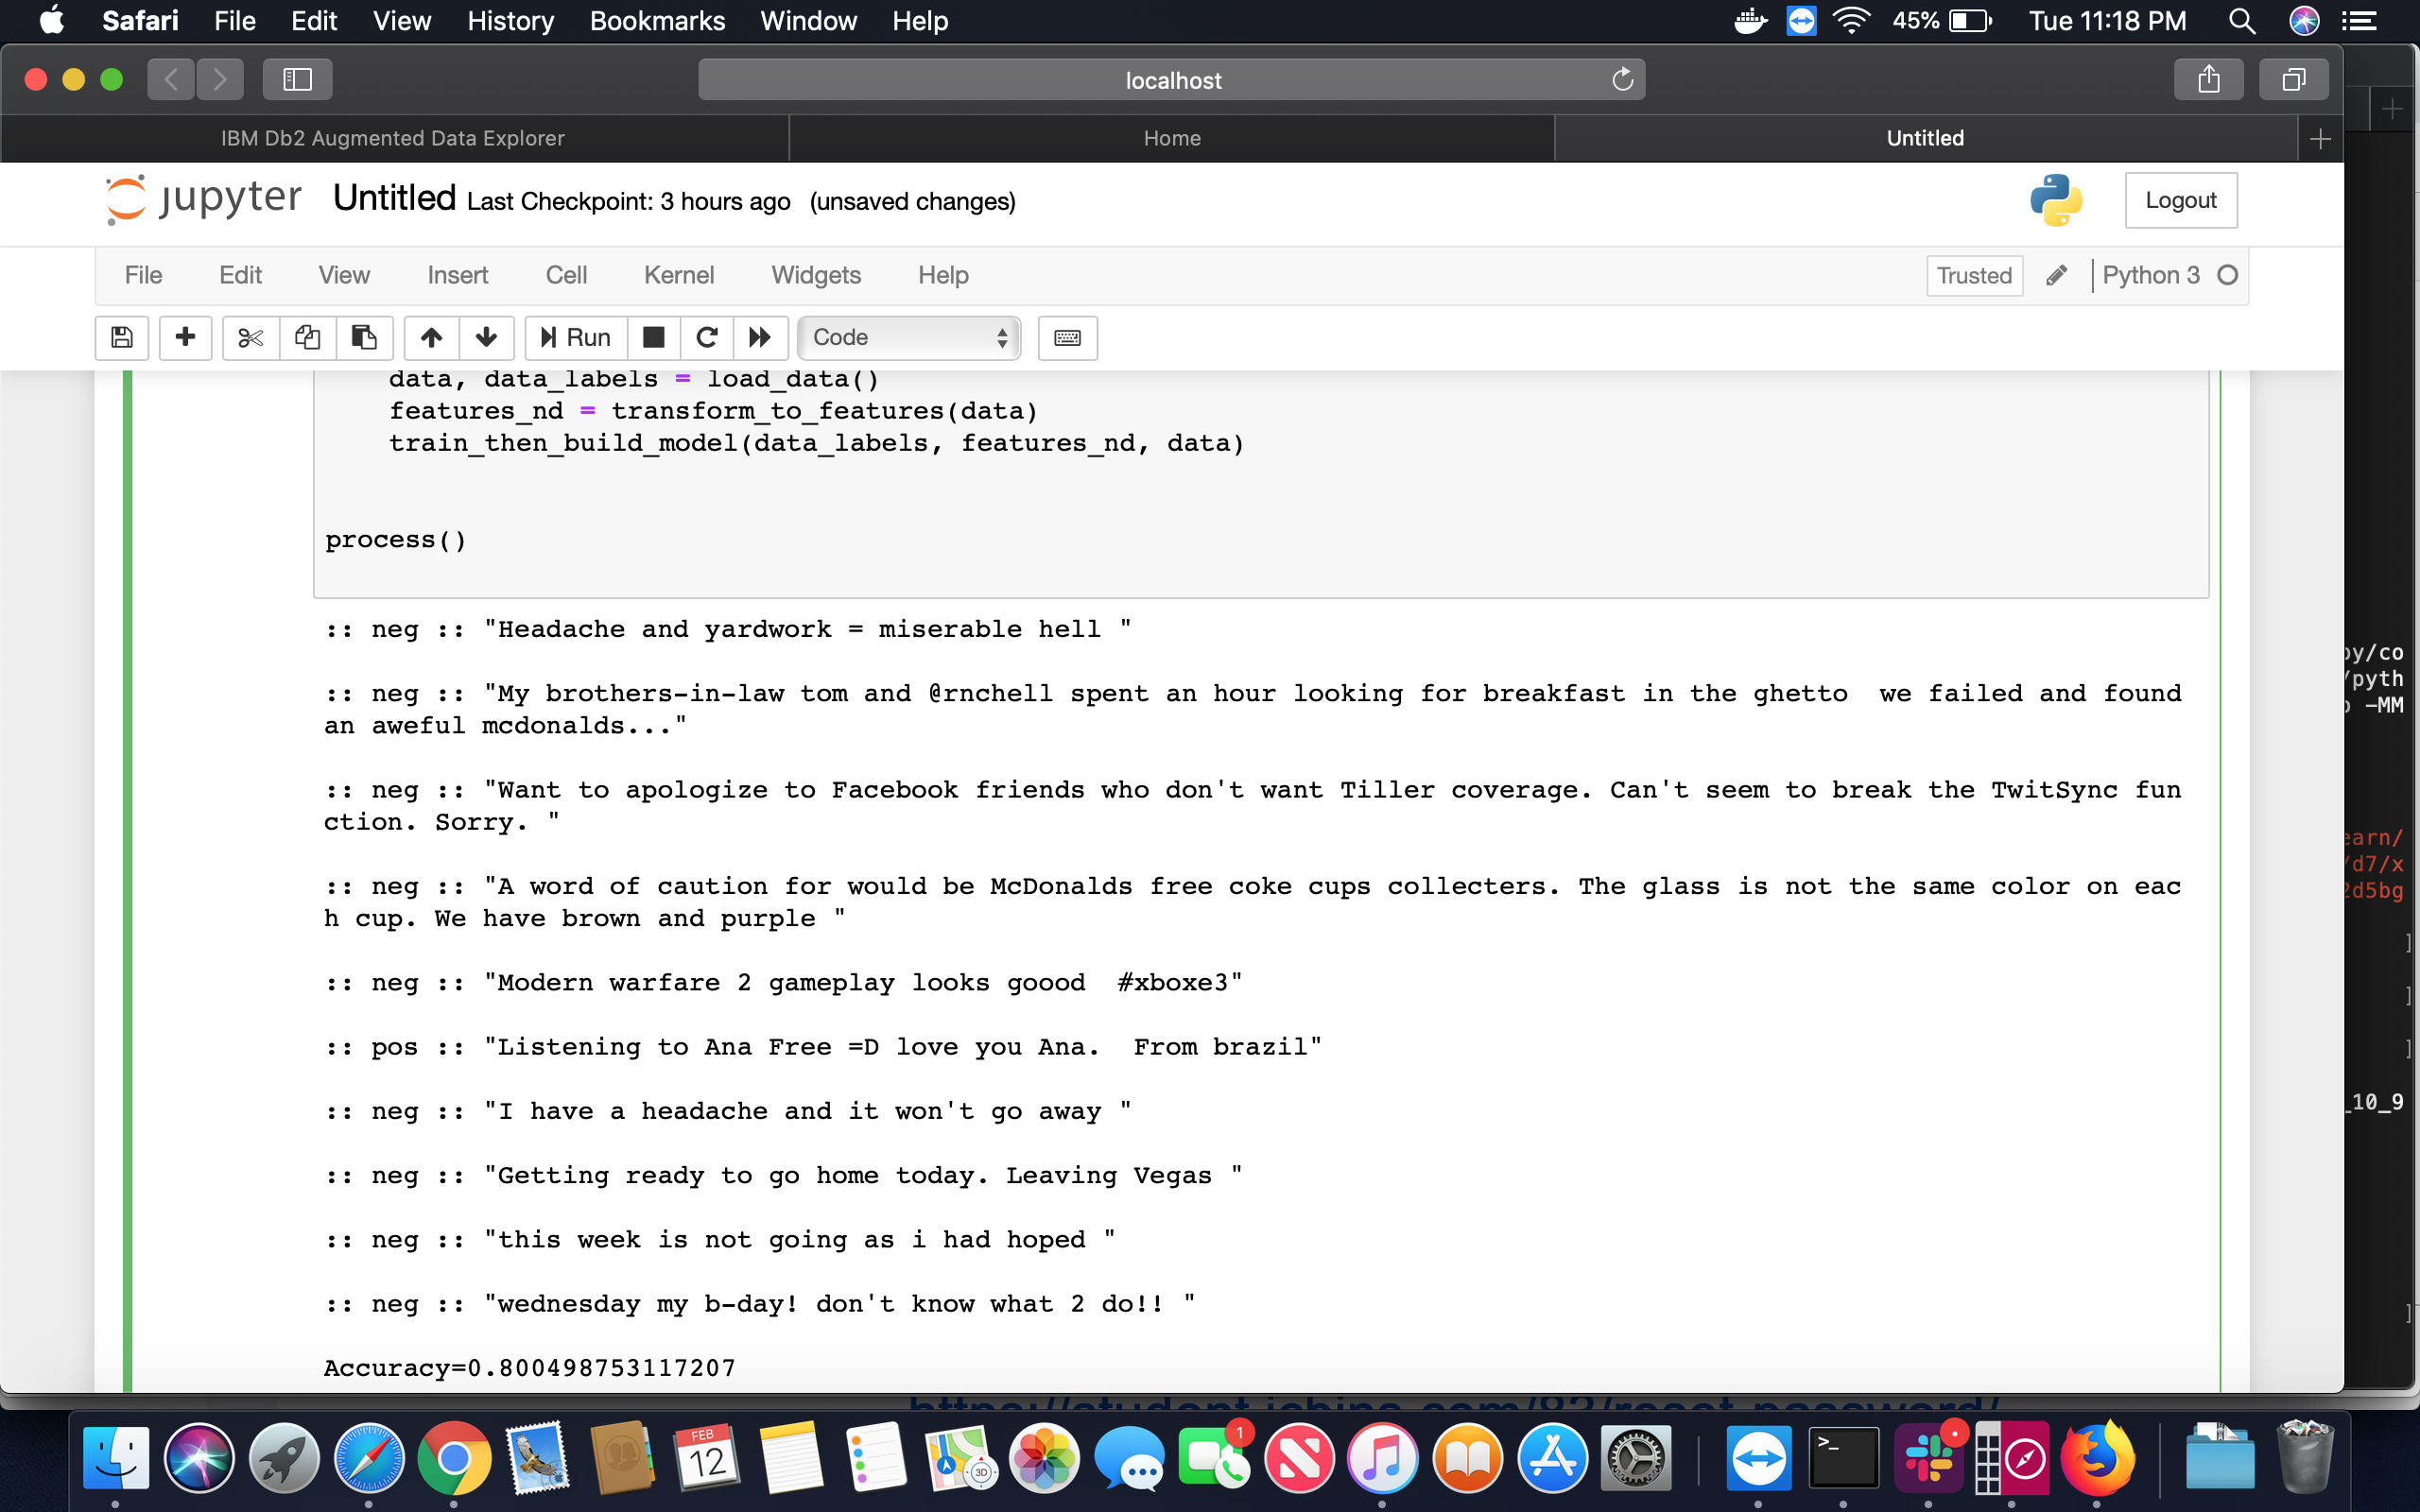 Safari File Edit View History Bookmarks Window Help 45% Tue 11:18 PM
localhost
IBM Db2 Augmented Data Explorer Home Untitled
jupyter Untitled Last Checkpoint: 3 hours ago (unsaved changes) Logout
File Edit View Insert Cell Kernel Widgets Help Trusted Python 3
Run Code
data, data_labels = load_data()
features_nd = transform_to_features(data)
train_then_build_model(data_labels, features_nd, data)
process()
:: neg :: "Headache and yardwork = miserable hell "
:: neg :: "My brothers-in-law tom and @rnchell spent an hour looking for breakfast in the ghetto  we failed and found
an aweful mcdonalds..."
:: neg :: "Want to apologize to Facebook friends who don't want Tiller coverage. Can't seem to break the TwitSync fun
ction. Sorry. "
:: neg :: "A word of caution for would be McDonalds free coke cups collecters. The glass is not the same color on eac
h cup. We have brown and purple "
:: neg :: "Modern warfare 2 gameplay looks goood  #xboxe3"
:: pos :: "Listening to Ana Free =D love you Ana.  From brazil"
:: neg :: "I have a headache and it won't go away "
:: neg :: "Getting ready to go home today. Leaving Vegas "
:: neg :: "this week is not going as i had hoped "
:: neg :: "wednesday my b-day! don't know what 2 do!! "
Accuracy=0.800498753117207
py/co
/pyth
-MM
earn/
/d7/x
2d5bg
]
]
]
_10_9
]
FEB
12
3D
1
>_